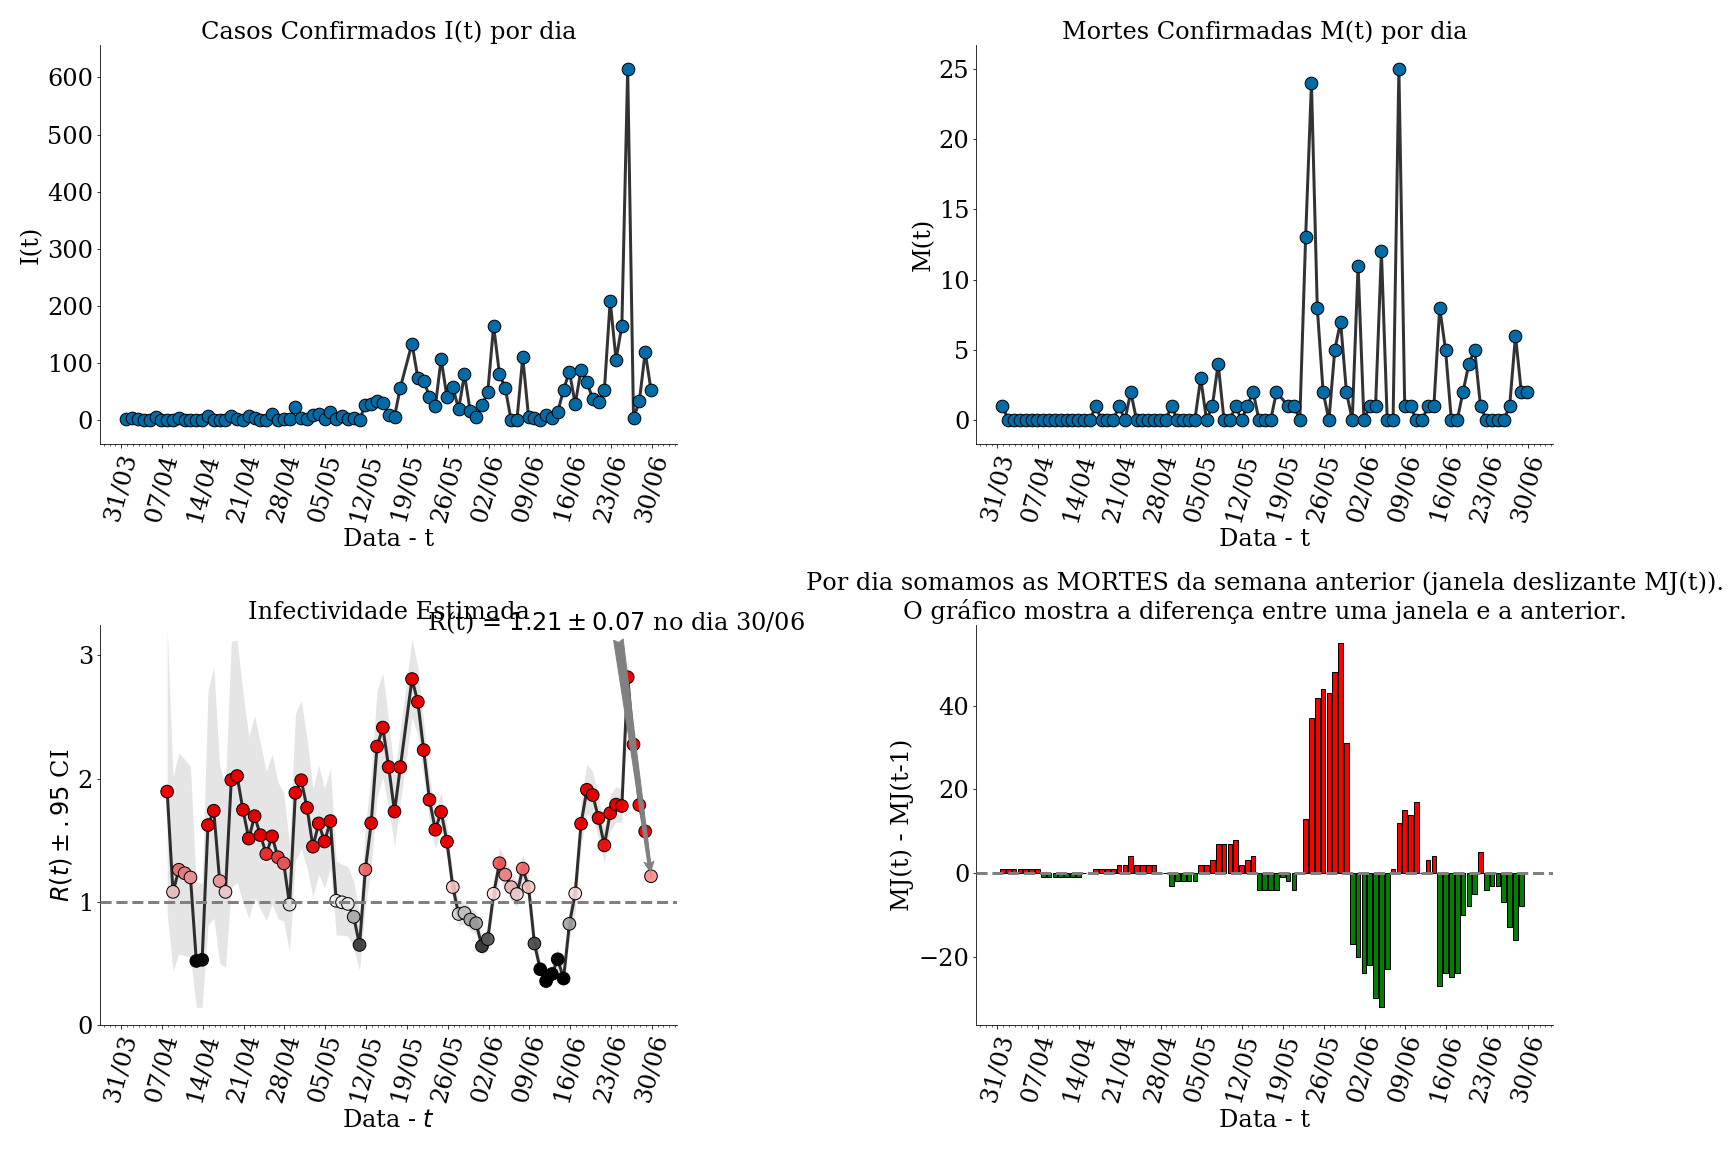 Casos Confirmados I(t) por dia
I(t)
600
500
400
300
200
100
0
31/03 07/04 14/04 21/04 28/04 05/05 12/05 19/05 26/05 02/06 09/06 16/06 23/06 30/06
Data - t
Mortes Confirmadas M(t) por dia
M(t)
25
20
15
10
5
0
31/03 07/04 14/04 21/04 28/04 05/05 12/05 19/05 26/05 02/06 09/06 16/06 23/06 30/06
Data - t
Infectividade Estimada
R(t) = 1.21 ± 0.07 no dia 30/06
R(t) ± .95 CI
3
2
1
0
31/03 07/04 14/04 21/04 28/04 05/05 12/05 19/05 26/05 02/06 09/06 16/06 23/06 30/06
Data - t
Por dia somamos as MORTES da semana anterior (janela deslizante MJ(t)).
O gráfico mostra a diferença entre uma janela e a anterior.
MJ(t) - MJ(t-1)
40
20
0
−20
31/03 07/04 14/04 21/04 28/04 05/05 12/05 19/05 26/05 02/06 09/06 16/06 23/06 30/06
Data - t